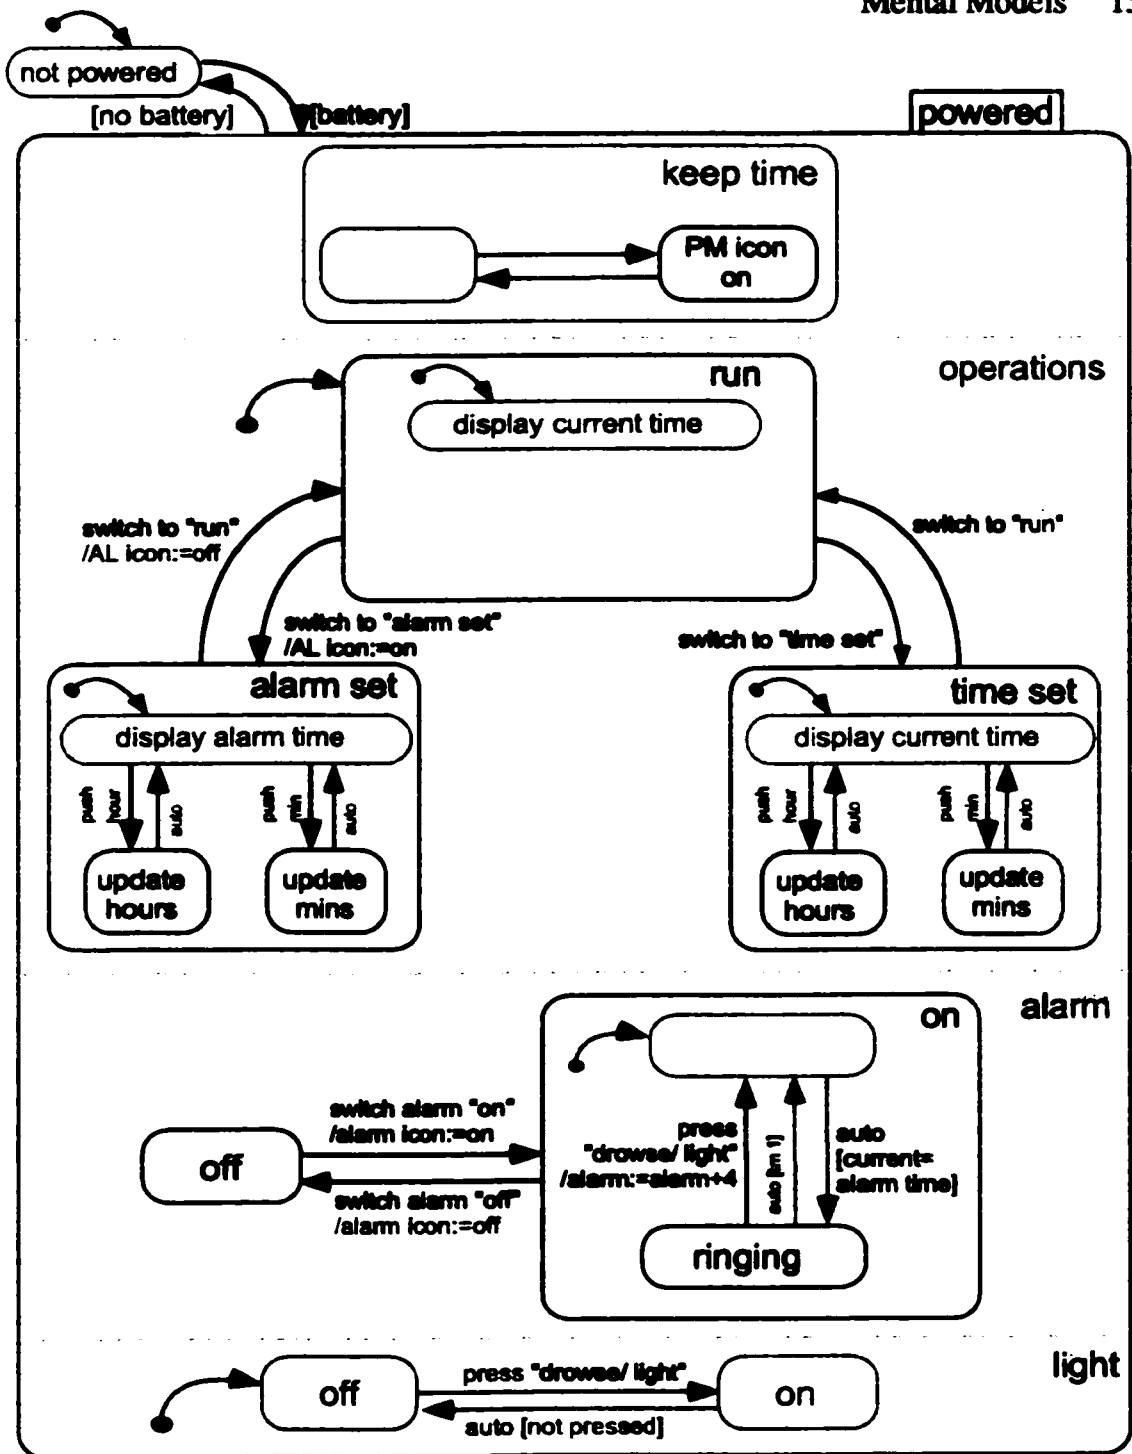 Mental Models
not powered
[no battery]
[battery]
powered
keep time
PM icon
on
operations
run
display current time
switch to "run"
/AL icon:=off
switch to "run"
switch to "alarm set"
/AL icon:=on
switch to "time set"
alarm set
display alarm time
push
hour
auto
push
min
auto
update
hours
update
mins
time set
display current time
push
hour
auto
push
min
auto
update
hours
update
mins
alarm
on
switch alarm "on"
/alarm icon:=on
off
switch alarm "off"
/alarm icon:=off
press
"drowse/ light"
/alarm:=alarm+4
auto [tm 1]
auto
[current=
alarm time]
ringing
light
off
press "drowse/ light"
auto [not pressed]
on